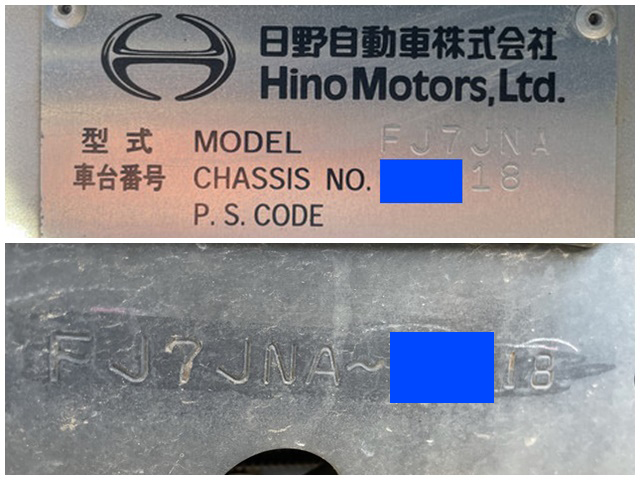 日野自動車株式会社
Hino Motors, Ltd.
型式 MODEL FJ7JNA
車台番号 CHASSIS NO. 18
P.S. CODE
FJ7JNA~ 18